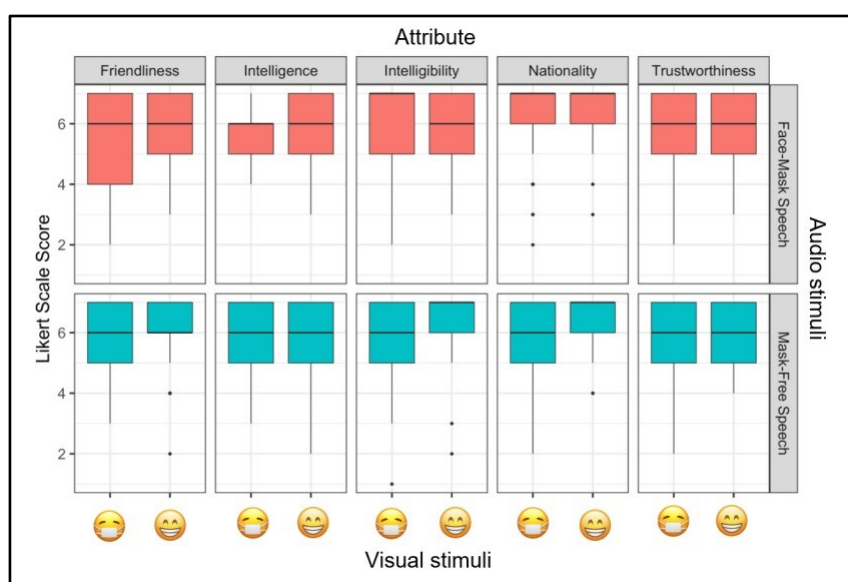 Attribute
Friendliness
Intelligence
Intelligibility
Nationality
Trustworthiness
6
4
2
Face-Mask Speech
6
4
2
Mask-Free Speech
Likert Scale Score
Audio stimuli
Visual stimuli